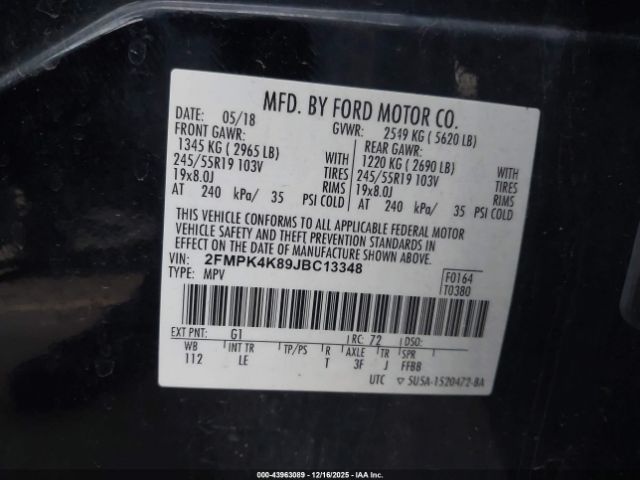 MFD. BY FORD MOTOR CO.
DATE: 05/18 GVWR: 2549 KG ( 5620 LB)
FRONT GAWR: REAR GAWR:
1345 KG ( 2965 LB) WITH 1220 KG ( 2690 LB) WITH
245/55R19 103V TIRES 245/55R19 103V TIRES
19x8.0J RIMS 19x8.0J RIMS
AT 240 kPa/ 35 PSI COLD AT 240 kPa/ 35 PSI COLD
THIS VEHICLE CONFORMS TO ALL APPLICABLE FEDERAL MOTOR
VEHICLE SAFETY AND THEFT PREVENTION STANDARDS IN
EFFECT ON THE DATE OF MANUFACTURE SHOWN ABOVE.
VIN: 2FMPK4K89JBC13348
TYPE: MPV
F0164
T0380
EXT PNT: G1 RC: 72 DSO:
WB INT TR TP/PS R AXLE TR SPR
112 LE T 3F J FFBB
UTC ▽ 5U5A-1520472-BA
000-43963089 - 12/16/2025 - IAA Inc.